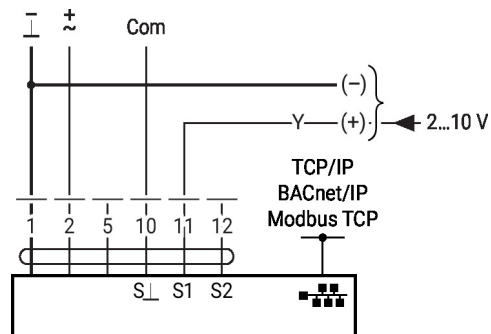 – +
⊥ ~ Com
(–)
Y (+) 2...10 V
TCP/IP
BACnet/IP
Modbus TCP
1 2 5 10 11 12
S⊥ S1 S2